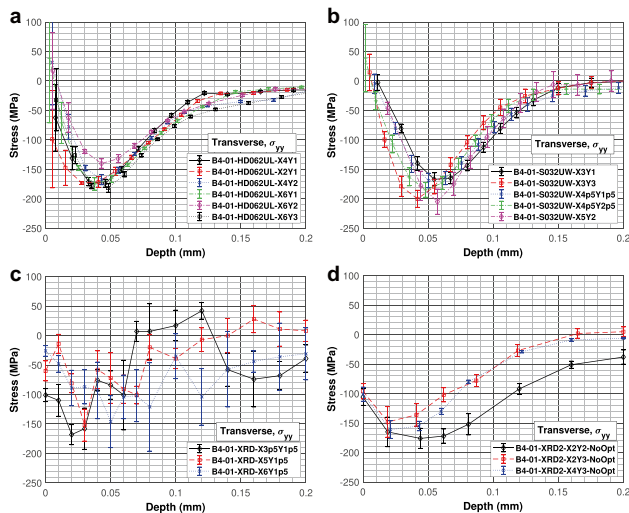 a
100
50
0
-50
-100
-150
-200
-250
Stress (MPa)
0
0.05
0.1
0.15
0.2
Depth (mm)
Transverse, σyy
B4-01-HD062UL-X4Y1
B4-01-HD062UL-X2Y1
B4-01-HD062UL-X4Y2
B4-01-HD062UL-X6Y1
B4-01-HD062UL-X6Y2
B4-01-HD062UL-X6Y3
b
100
50
0
-50
-100
-150
-200
-250
Stress (MPa)
0
0.05
0.1
0.15
0.2
Depth (mm)
Transverse, σyy
B4-01-S032UW-X3Y1
B4-01-S032UW-X3Y3
B4-01-S032UW-X4p5Y1p5
B4-01-S032UW-X4p5Y2p5
B4-01-S032UW-X5Y2
c
100
50
0
-50
-100
-150
-200
-250
-300
Stress (MPa)
0
0.05
0.1
0.15
0.2
Depth (mm)
Transverse, σyy
B4-01-XRD-X3p5Y1p5
B4-01-XRD-X5Y1p5
B4-01-XRD-X6Y1p5
d
100
50
0
-50
-100
-150
-200
-250
-300
Stress (MPa)
0
0.05
0.1
0.15
0.2
Depth (mm)
Transverse, σyy
B4-01-XRD2-X2Y2-NoOpt
B4-01-XRD2-X2Y3-NoOpt
B4-01-XRD2-X4Y3-NoOpt